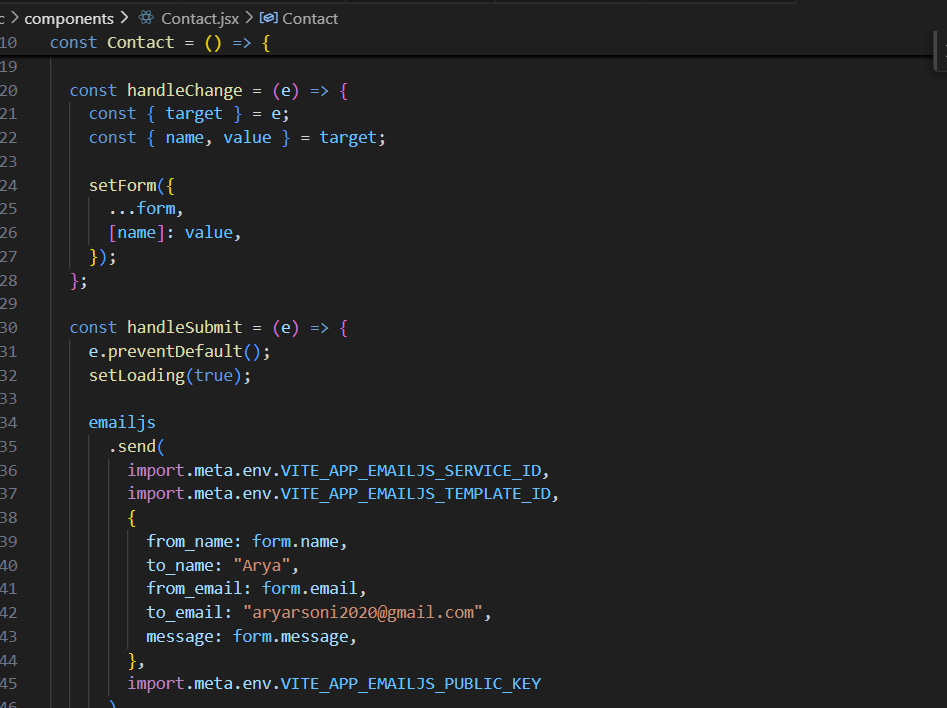 c > components > Contact.jsx > Contact
10 const Contact = () => {
19
20 const handleChange = (e) => {
21 const { target } = e;
22 const { name, value } = target;
23
24 setForm({
25 ...form,
26 [name]: value,
27 });
28 };
29
30 const handleSubmit = (e) => {
31 e.preventDefault();
32 setLoading(true);
33
34 emailjs
35 .send(
36 import.meta.env.VITE_APP_EMAILJS_SERVICE_ID,
37 import.meta.env.VITE_APP_EMAILJS_TEMPLATE_ID,
38 {
39 from_name: form.name,
40 to_name: "Arya",
41 from_email: form.email,
42 to_email: "aryarsoni2020@gmail.com",
43 message: form.message,
44 },
45 import.meta.env.VITE_APP_EMAILJS_PUBLIC_KEY
46 )